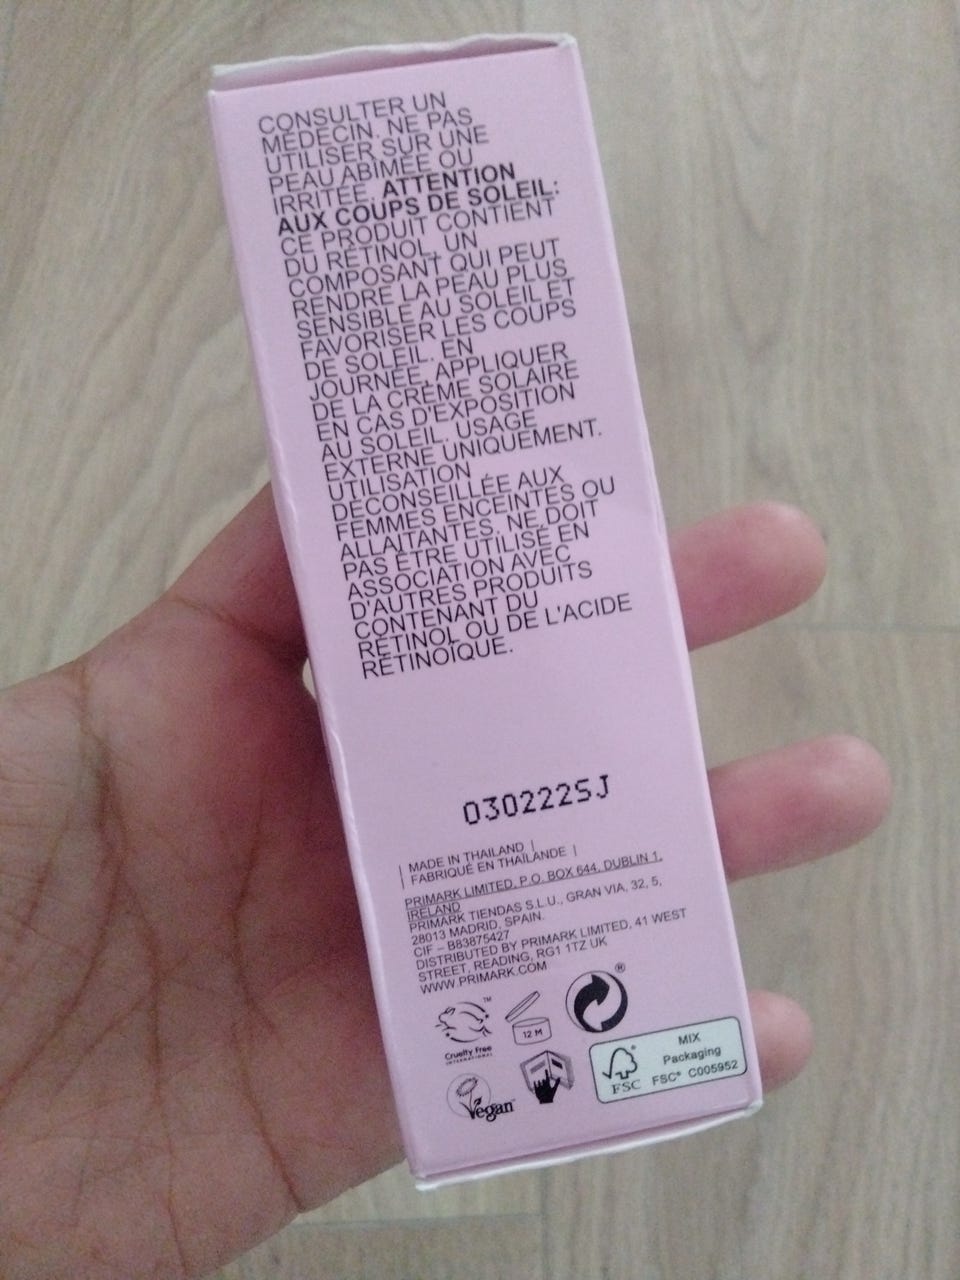 CONSULTER UN
MÉDECIN. NE PAS
UTILISER SUR UNE
PEAU ABIMÉE OU
IRRITÉE. ATTENTION
AUX COUPS DE SOLEIL:
CE PRODUIT CONTIENT
DU RÉTINOL, UN
COMPOSANT QUI PEUT
RENDRE LA PEAU PLUS
SENSIBLE AU SOLEIL ET
FAVORISER LES COUPS
DE SOLEIL. EN
JOURNÉE, APPLIQUER
DE LA CRÈME SOLAIRE
EN CAS D'EXPOSITION
AU SOLEIL. USAGE
EXTERNE UNIQUEMENT.
UTILISATION
DÉCONSEILLÉE AUX
FEMMES ENCEINTES OU
ALLAITANTES. NE DOIT
PAS ÊTRE UTILISÉ EN
ASSOCIATION AVEC
D'AUTRES PRODUITS
CONTENANT DU
RÉTINOL OU DE L'ACIDE
RÉTINOÏQUE.
030222SJ
| MADE IN THAILAND |
| FABRIQUÉ EN THAÏLANDE |
PRIMARK LIMITED, P.O. BOX 644, DUBLIN 1,
IRELAND
PRIMARK TIENDAS S.L.U., GRAN VIA, 32, 5,
28013 MADRID, SPAIN.
CIF – B83875427
DISTRIBUTED BY PRIMARK LIMITED, 41 WEST
STREET, READING, RG1 1TZ UK
WWW.PRIMARK.COM
TM
Cruelty Free
INTERNATIONAL
12 M
®
Vegan
FSC
MIX
Packaging
FSC® C005952